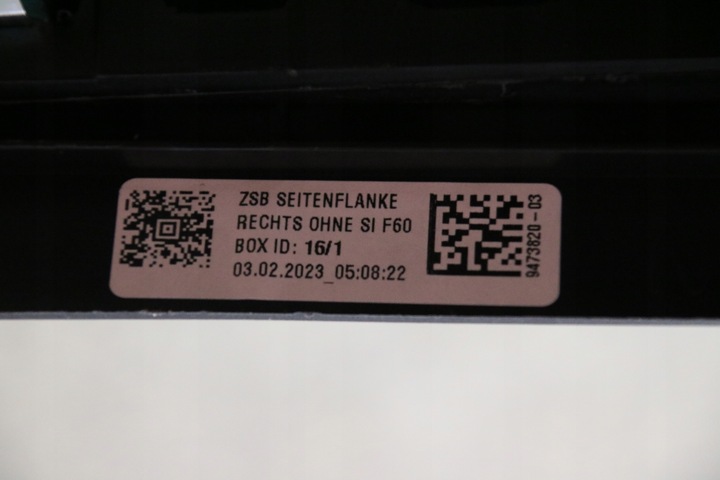 ZSB SEITENFLANKE
RECHTS OHNE SI F60
BOX ID: 16/1
03.02.2023_05:08:22
9473820-03